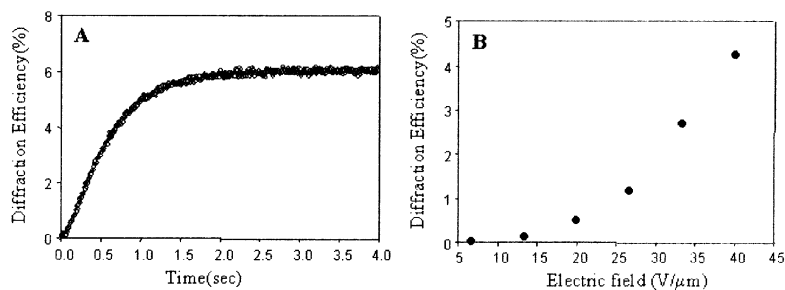 A
Diffraction Efficiency(%)
8
6
4
2
0
0.0 0.5 1.0 1.5 2.0 2.5 3.0 3.5 4.0
Time(sec)
B
Diffraction Efficiency(%)
5
4
3
2
1
0
5 10 15 20 25 30 35 40 45
Electric field (V/μm)